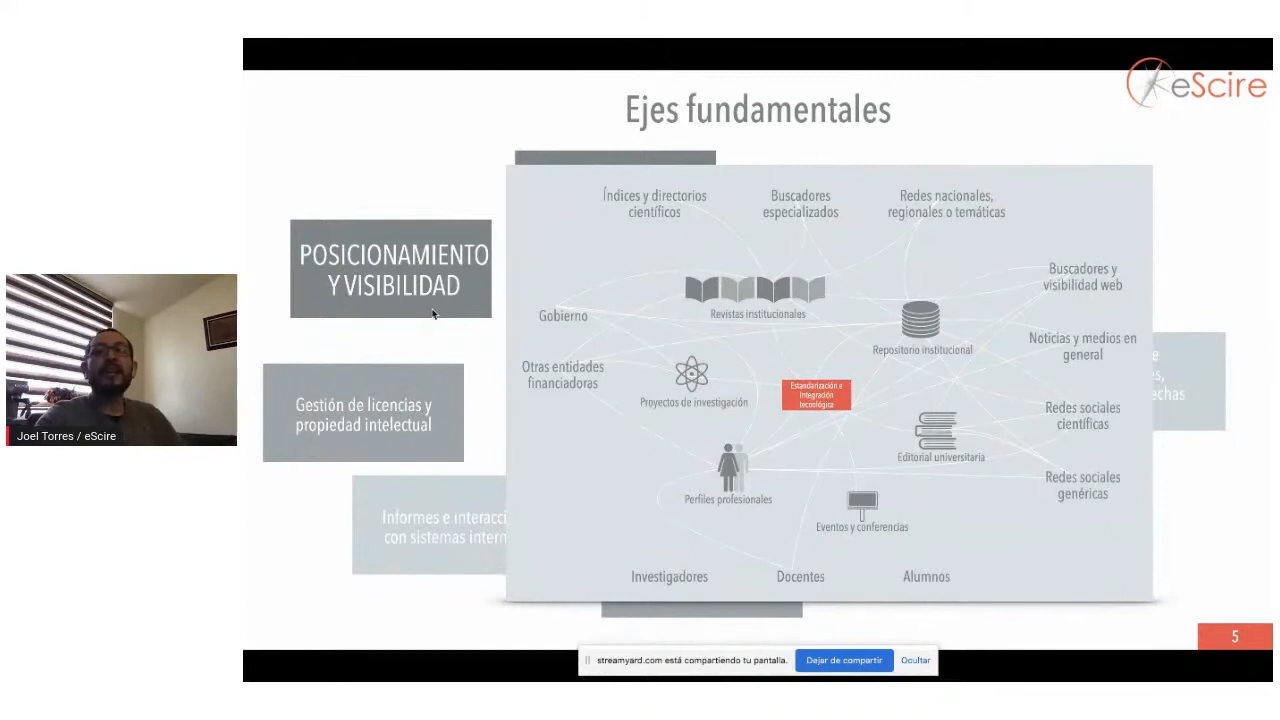 eScire
Ejes fundamentales
POSICIONAMIENTO
Y VISIBILIDAD
Gestión de licencias y
propiedad intelectual
Informes e interacci
con sistemas intern
Índices y directorios
científicos
Buscadores
especializados
Redes nacionales,
regionales o temáticas
Buscadores y
visibilidad web
Revistas institucionales
Gobierno
Repositorio institucional
Noticias y medios en
general
Otras entidades
financiadoras
Proyectos de investigación
Estandarización e
integración
tecnológica
Redes sociales
científicas
Editorial universitaria
Redes sociales
genéricas
Perfiles profesionales
Eventos y conferencias
Investigadores
Docentes
Alumnos
Joel Torres / eScire
5
streamyard.com está compartiendo tu pantalla.
Dejar de compartir
Ocultar